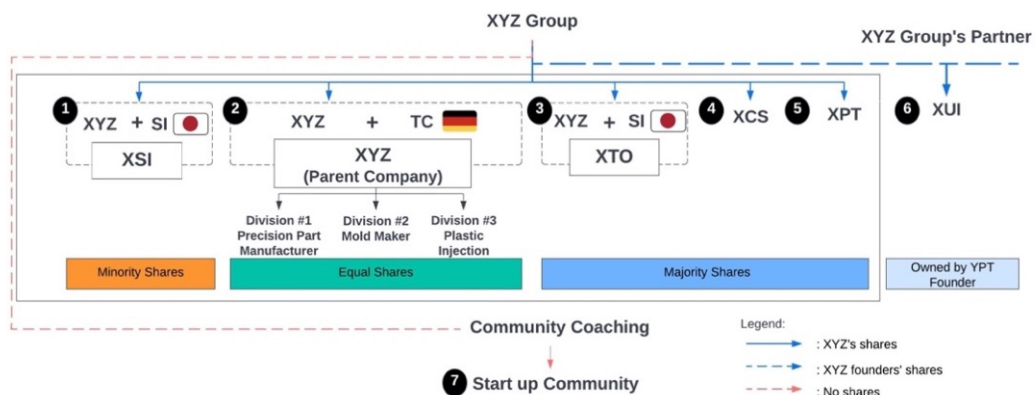 XYZ Group
XYZ Group's Partner
1
XYZ + SI
XSI
2
XYZ + TC
XYZ
(Parent Company)
3
XYZ + SI
XTO
4
XCS
5
XPT
6
XUI
Division #1
Precision Part
Manufacturer
Division #2
Mold Maker
Division #3
Plastic
Injection
Minority Shares
Equal Shares
Majority Shares
Owned by YPT
Founder
Community Coaching
7
Start up Community
Legend:
: XYZ's shares
: XYZ founders' shares
: No shares